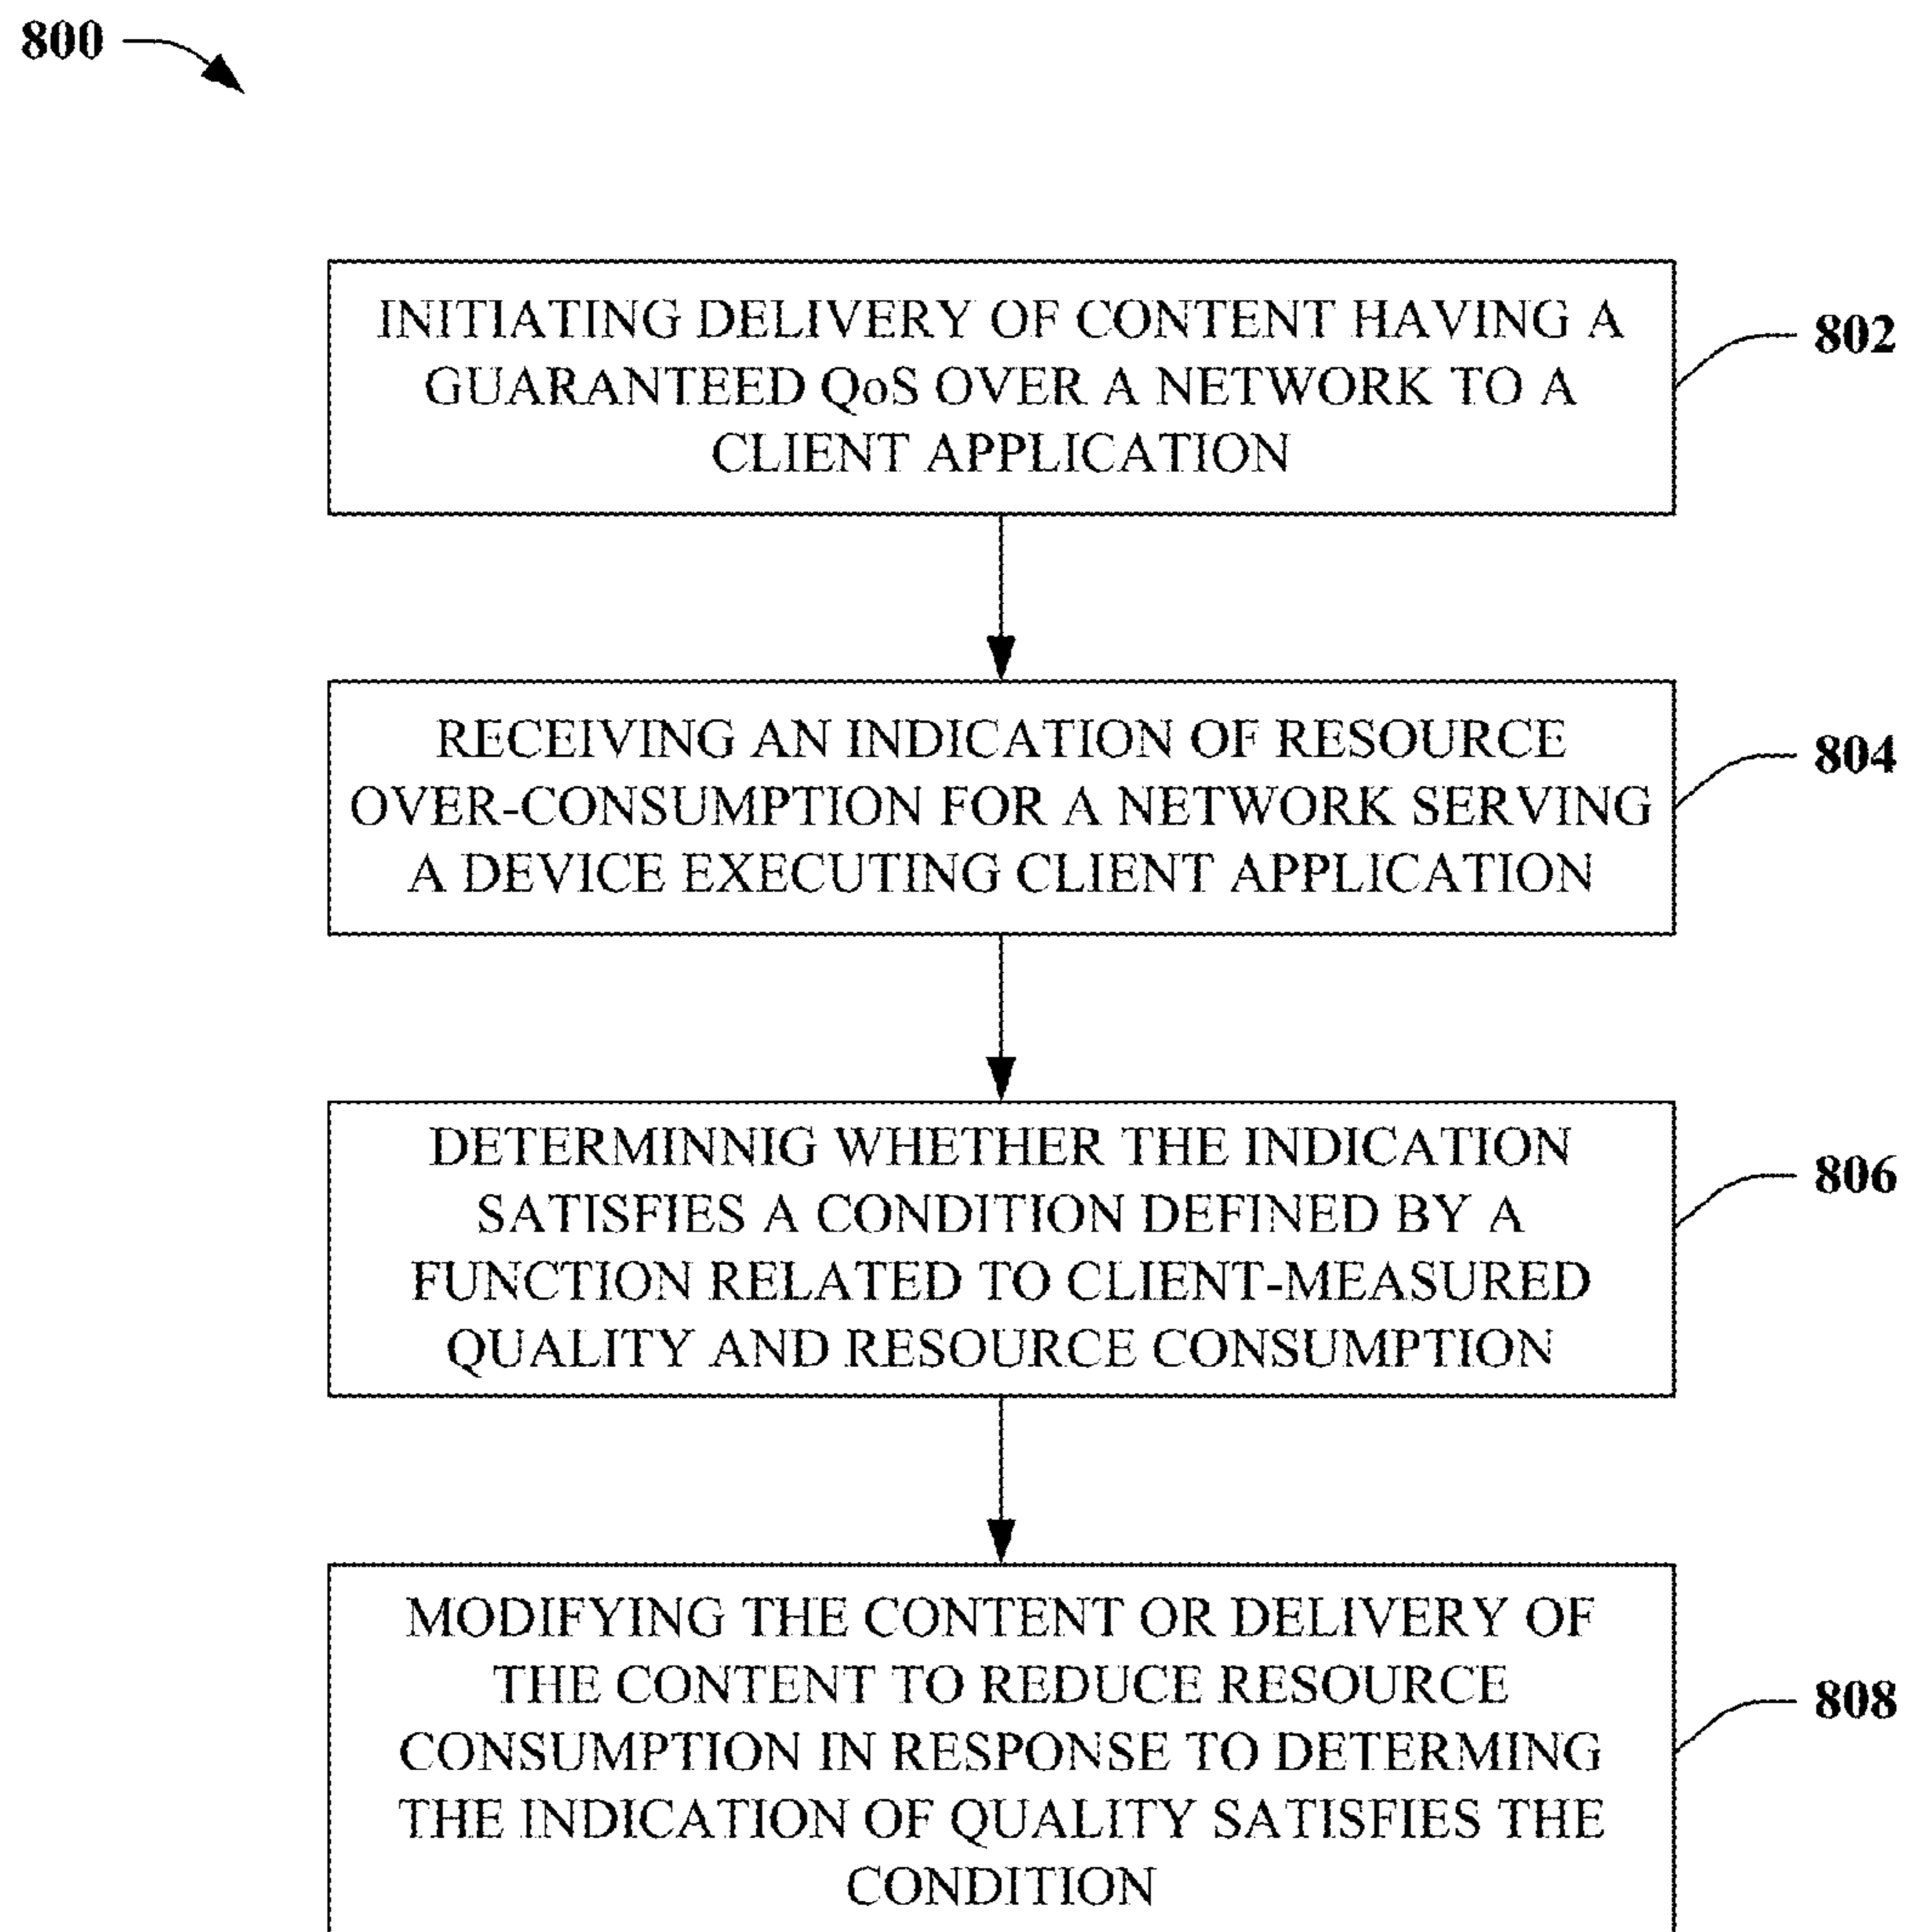 800
INITIATING DELIVERY OF CONTENT HAVING A
GUARANTEED QoS OVER A NETWORK TO A
CLIENT APPLICATION
802
RECEIVING AN INDICATION OF RESOURCE
OVER-CONSUMPTION FOR A NETWORK SERVING
A DEVICE EXECUTING CLIENT APPLICATION
804
DETERMINNIG WHETHER THE INDICATION
SATISFIES A CONDITION DEFINED BY A
FUNCTION RELATED TO CLIENT-MEASURED
QUALITY AND RESOURCE CONSUMPTION
806
MODIFYING THE CONTENT OR DELIVERY OF
THE CONTENT TO REDUCE RESOURCE
CONSUMPTION IN RESPONSE TO DETERMING
THE INDICATION OF QUALITY SATISFIES THE
CONDITION
808